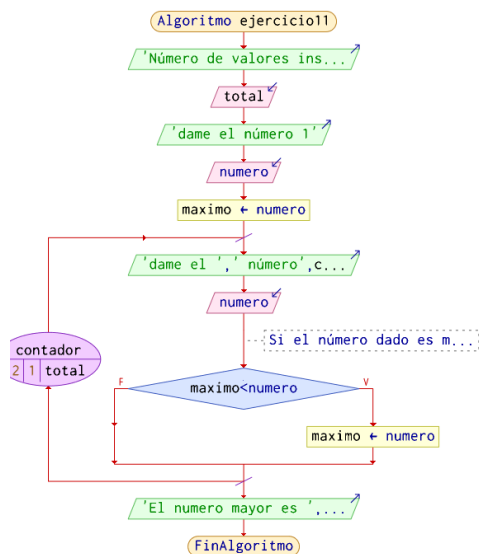 Algoritmo ejercicio11
'Número de valores ins...
total
'dame el número 1'
numero
maximo ← numero
'dame el ',' número',c...
numero
Si el número dado es m...
contador
2 1 total
maximo<numero
F
V
maximo ← numero
'El numero mayor es ',...
FinAlgoritmo